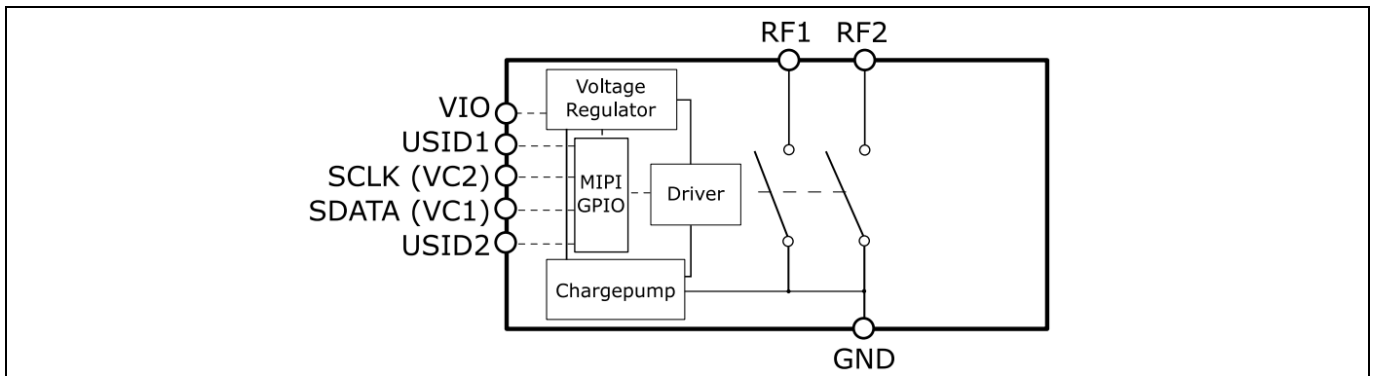 RF1 RF2
VIO
USID1
SCLK (VC2)
SDATA (VC1)
USID2
Voltage
Regulator
MIPI
GPIO
Driver
Chargepump
GND